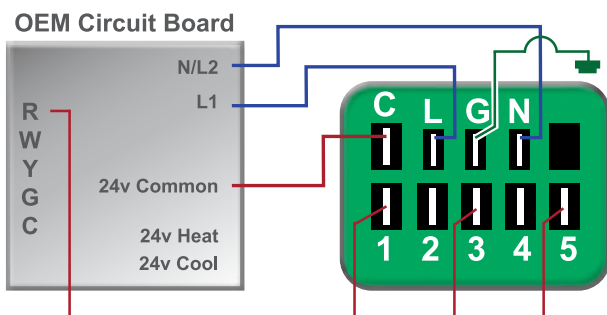 OEM Circuit Board
N/L2
L1
R
W
Y
G
C
24v Common
24v Heat
24v Cool
C L G N
1 2 3 4 5